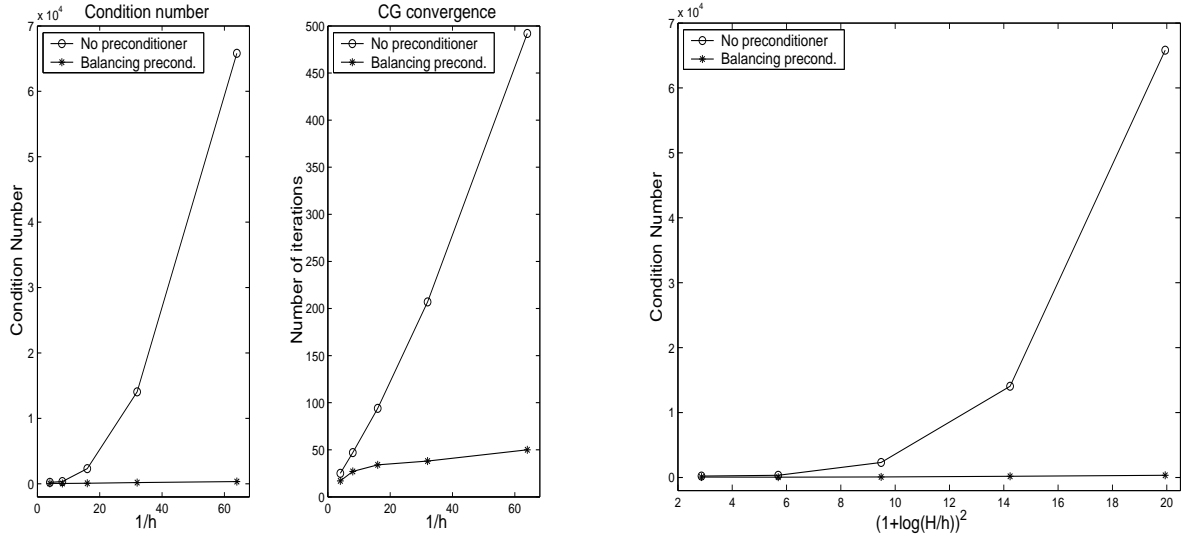 Condition number
x 10^4
7
6
5
4
3
2
1
0
Condition Number
No preconditioner
Balancing precond.
0 20 40 60
1/h
CG convergence
500
450
400
350
300
250
200
150
100
50
0
Number of iterations
No preconditioner
Balancing precond.
0 20 40 60
1/h
x 10^4
7
6
5
4
3
2
1
0
Condition Number
No preconditioner
Balancing precond.
2 4 6 8 10 12 14 16 18 20
(1+log(H/h))^2